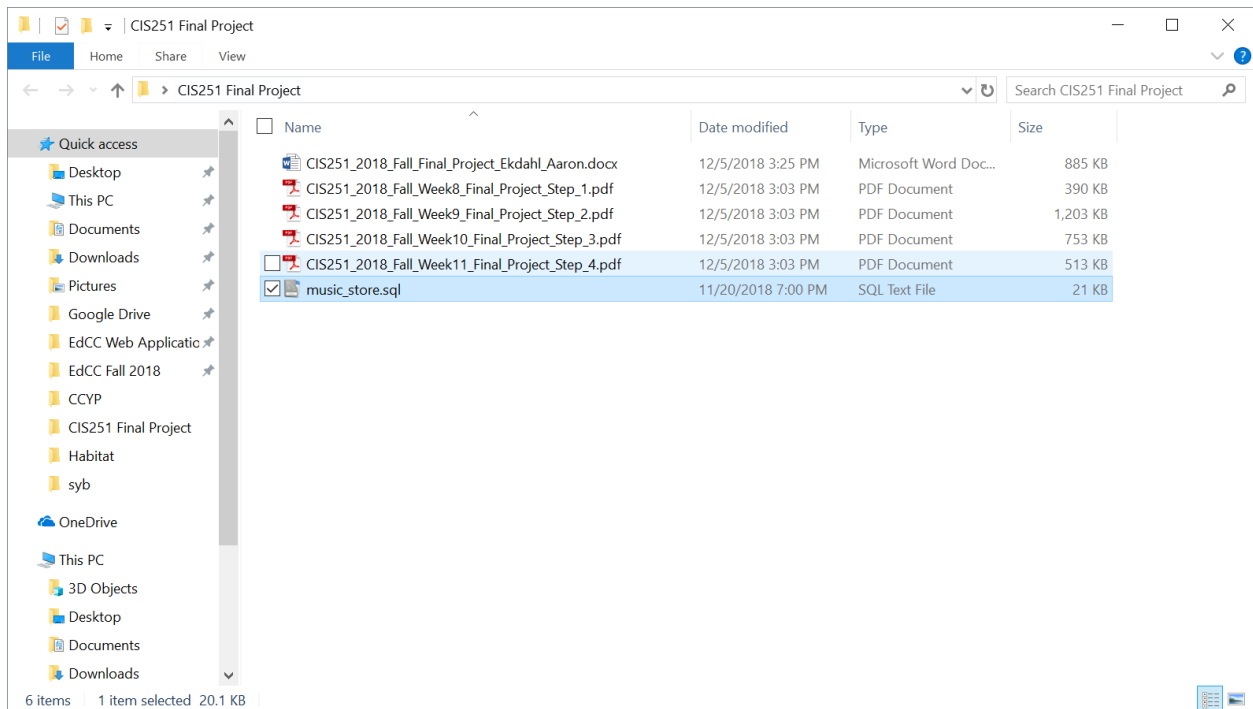 CIS251 Final Project
File Home Share View
CIS251 Final Project Search CIS251 Final Project
Name Date modified Type Size
Quick access
Desktop
This PC
Documents
Downloads
Pictures
Google Drive
EdCC Web Applicatio
EdCC Fall 2018
CCYP
CIS251 Final Project
Habitat
syb
OneDrive
This PC
3D Objects
Desktop
Documents
Downloads
CIS251_2018_Fall_Final_Project_Ekdahl_Aaron.docx 12/5/2018 3:25 PM Microsoft Word Doc... 885 KB
CIS251_2018_Fall_Week8_Final_Project_Step_1.pdf 12/5/2018 3:03 PM PDF Document 390 KB
CIS251_2018_Fall_Week9_Final_Project_Step_2.pdf 12/5/2018 3:03 PM PDF Document 1,203 KB
CIS251_2018_Fall_Week10_Final_Project_Step_3.pdf 12/5/2018 3:03 PM PDF Document 753 KB
CIS251_2018_Fall_Week11_Final_Project_Step_4.pdf 12/5/2018 3:03 PM PDF Document 513 KB
music_store.sql 11/20/2018 7:00 PM SQL Text File 21 KB
6 items 1 item selected 20.1 KB